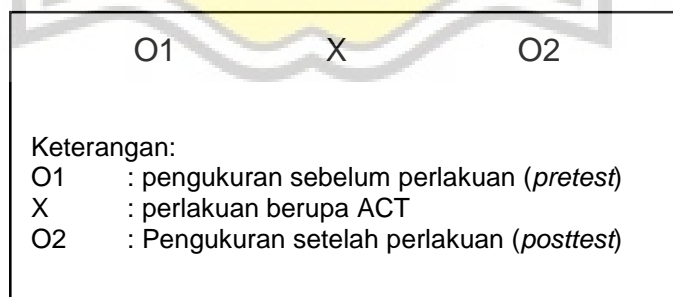 O1 X O2
Keterangan:
O1 : pengukuran sebelum perlakuan (pretest)
X : perlakuan berupa ACT
O2 : Pengukuran setelah perlakuan (posttest)